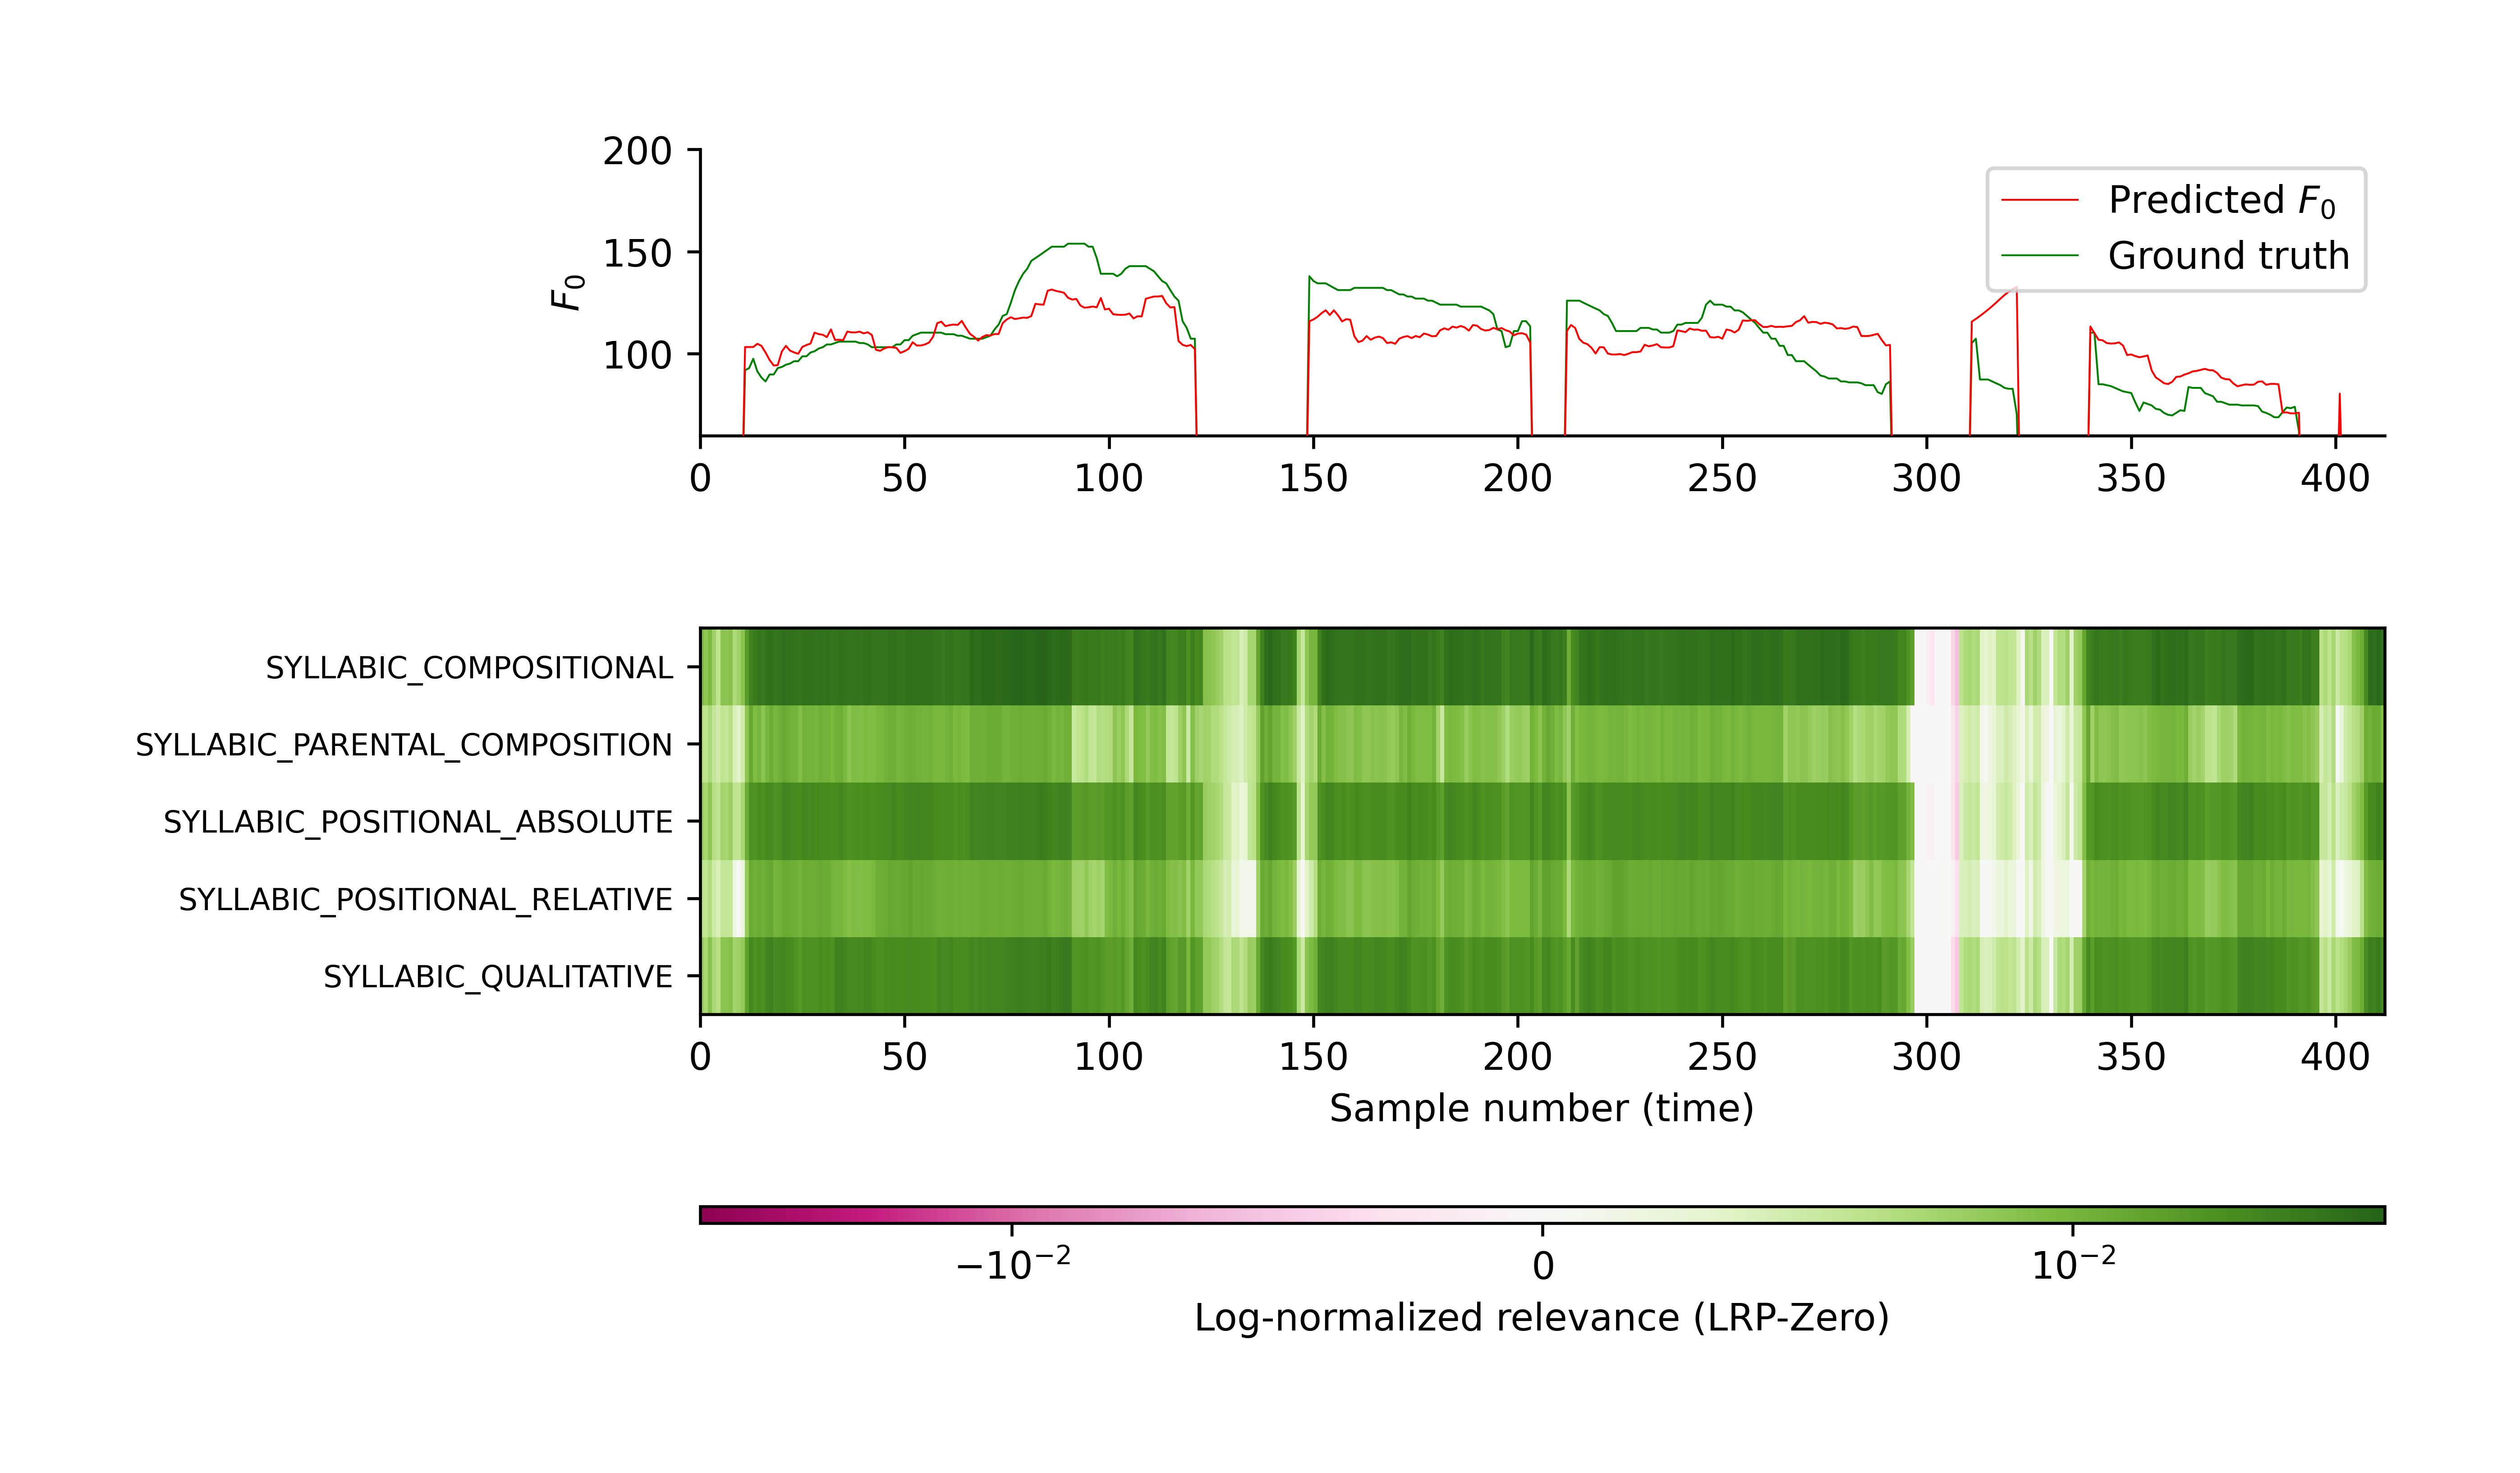 200
150
100
F₀
Predicted F₀
Ground truth
0 50 100 150 200 250 300 350 400
SYLLABIC_COMPOSITIONAL
SYLLABIC_PARENTAL_COMPOSITION
SYLLABIC_POSITIONAL_ABSOLUTE
SYLLABIC_POSITIONAL_RELATIVE
SYLLABIC_QUALITATIVE
0 50 100 150 200 250 300 350 400
Sample number (time)
−10⁻² 0 10⁻²
Log-normalized relevance (LRP-Zero)